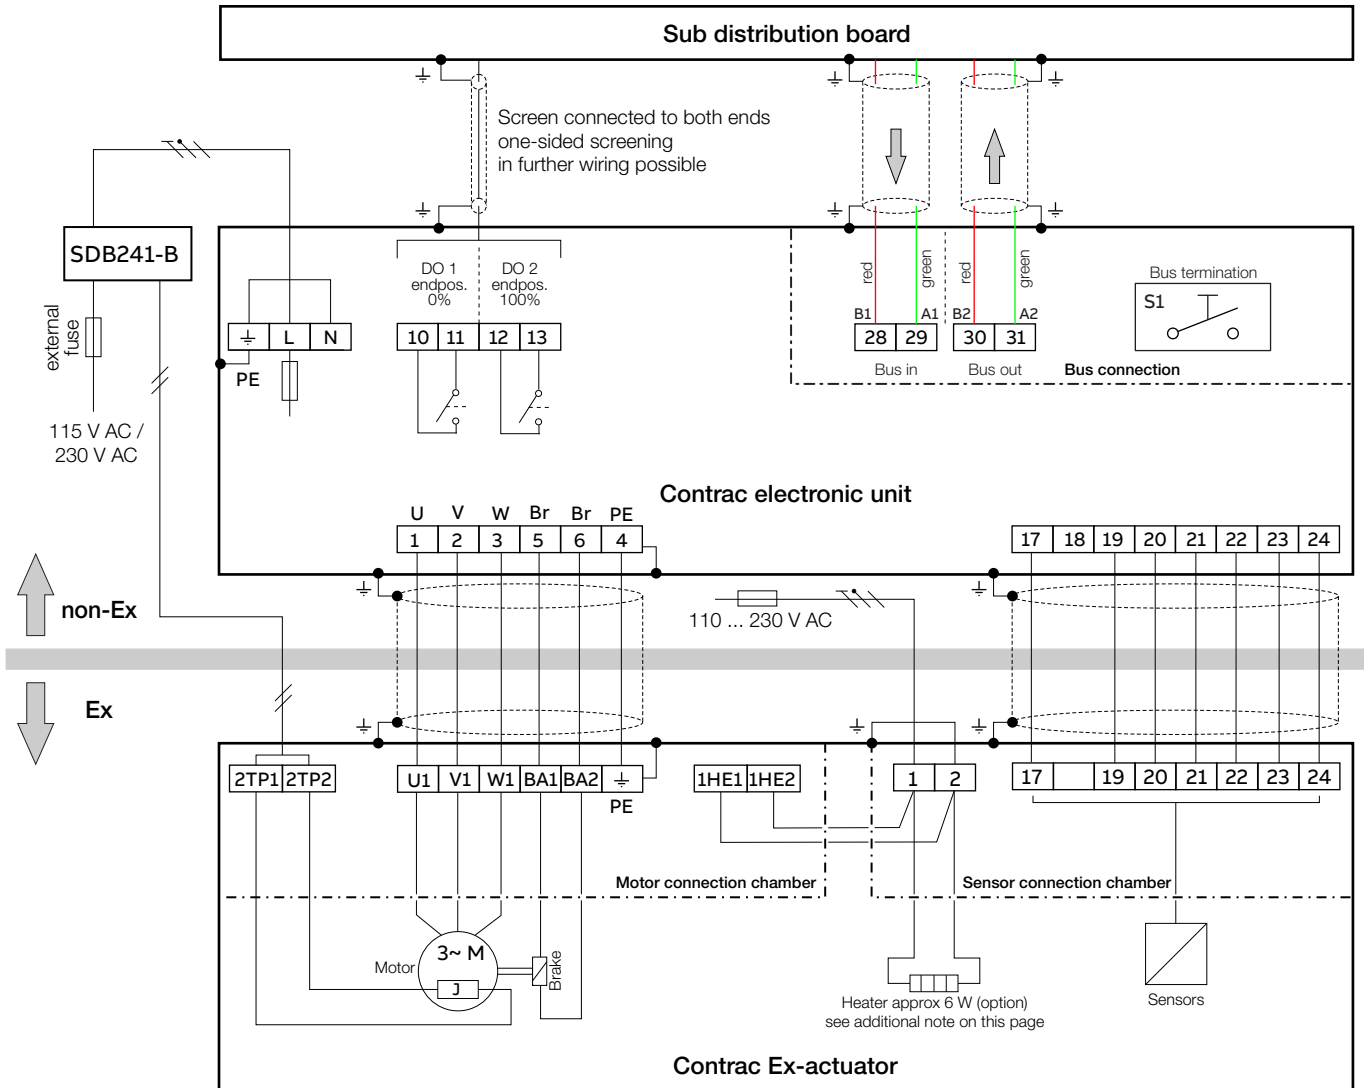 Sub distribution board
Screen connected to both ends
one-sided screening
in further wiring possible
SDB241-B
external
fuse
115 V AC /
230 V AC
L N
PE
DO 1
endpos.
0%
DO 2
endpos.
100%
10 11 12 13
red green red green
B1 A1 B2 A2
28 29 30 31
Bus in Bus out
Bus termination
S1
Bus connection
Contrac electronic unit
U V W Br Br PE
1 2 3 5 6 4
17 18 19 20 21 22 23 24
non-Ex
110 ... 230 V AC
Ex
2TP1 2TP2
U1 V1 W1 BA1 BA2
PE
1HE1 1HE2
1 2
17 19 20 21 22 23 24
Motor connection chamber
Sensor connection chamber
3~ M
Motor
J
Brake
Heater approx 6 W (option)
see additional note on this page
Sensors
Contrac Ex-actuator